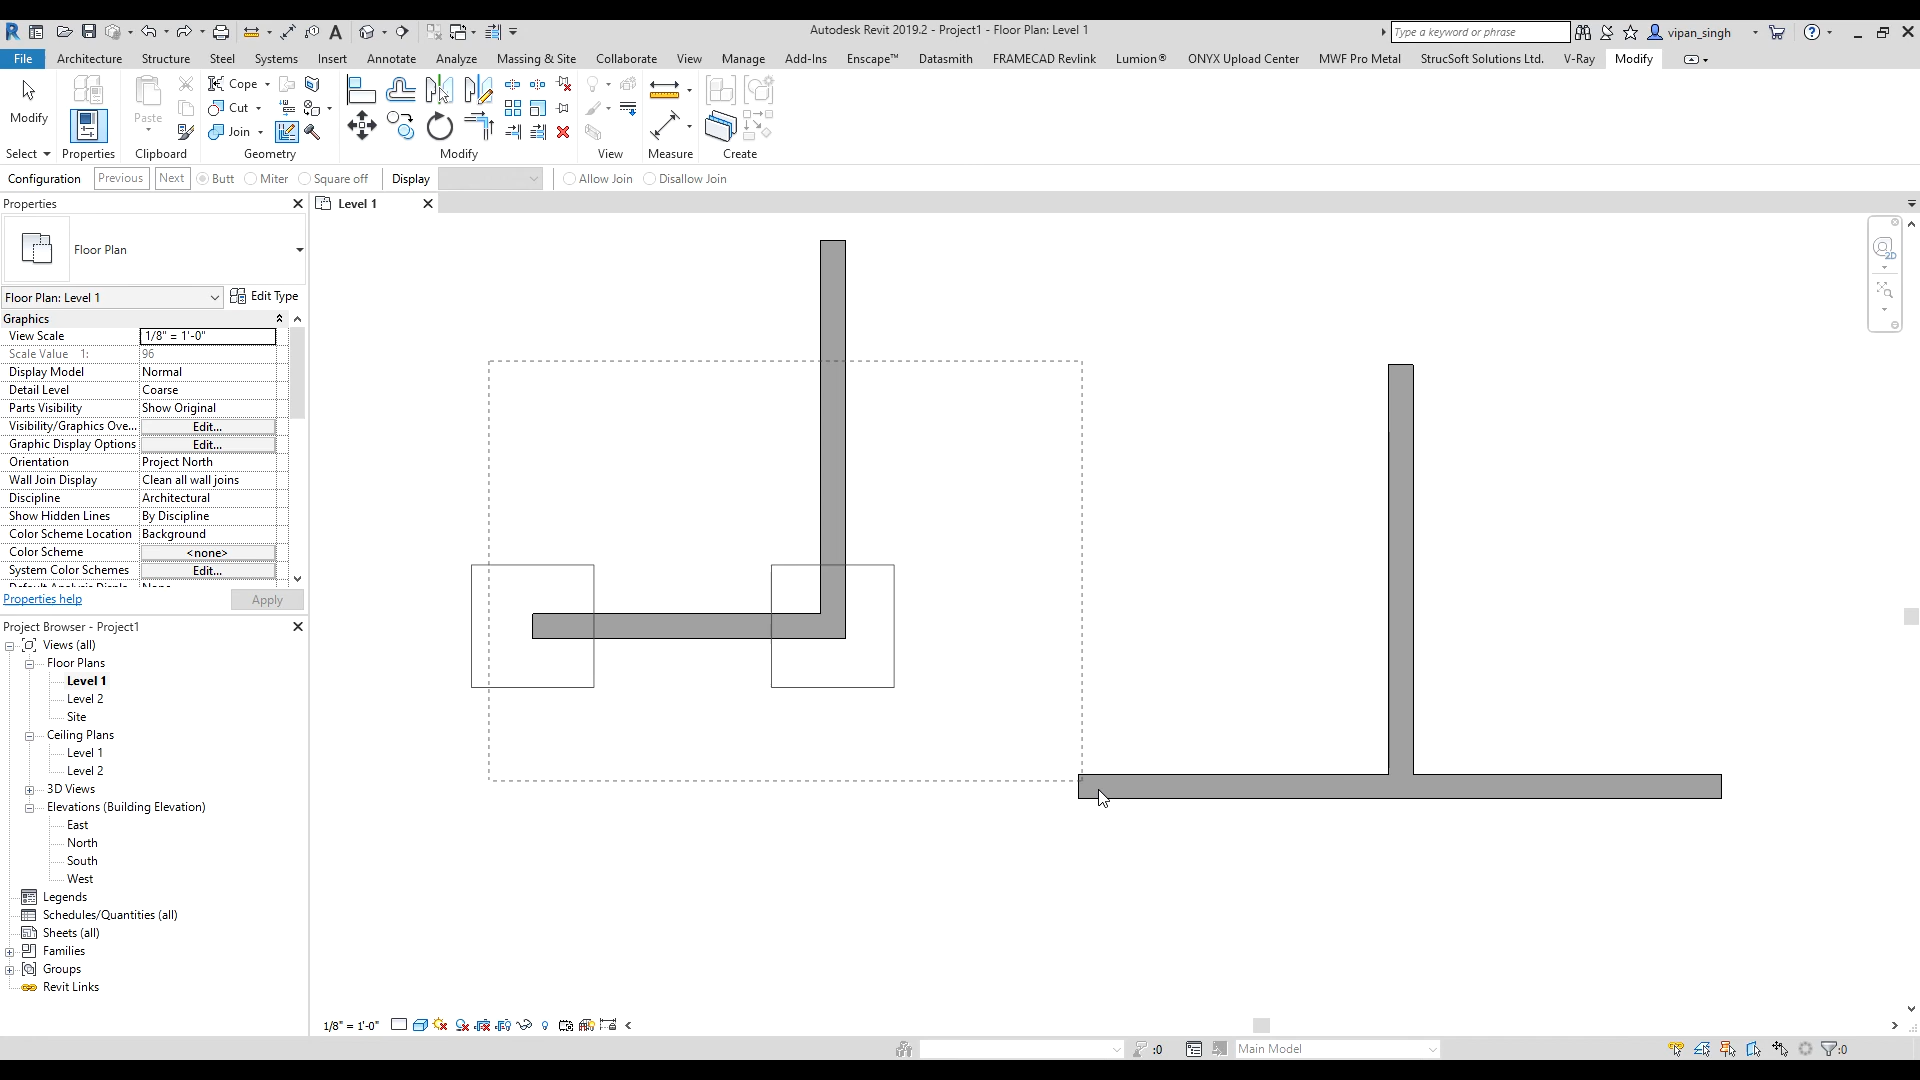 Autodesk Revit 2019.2 - Project1 - Floor Plan: Level 1
Type a keyword or phrase
vipan_singh
File Architecture Structure Steel Systems Insert Annotate Analyze Massing & Site Collaborate View Manage Add-Ins Enscape™ Datasmith FRAMECAD Revlink Lumion® ONYX Upload Center MWF Pro Metal StrucSoft Solutions Ltd. V-Ray Modify
Modify
Paste
Cope
Cut
Join
Select Properties Clipboard Geometry Modify View Measure Create
Configuration Previous Next Butt Miter Square off Display Allow Join Disallow Join
Properties
Level 1
Floor Plan
Floor Plan: Level 1
Edit Type
Graphics
View Scale 1/8" = 1'-0"
Scale Value 1: 96
Display Model Normal
Detail Level Coarse
Parts Visibility Show Original
Visibility/Graphics Ove... Edit...
Graphic Display Options Edit...
Orientation Project North
Wall Join Display Clean all wall joins
Discipline Architectural
Show Hidden Lines By Discipline
Color Scheme Location Background
Color Scheme <none>
System Color Schemes Edit...
Properties help
Apply
Project Browser - Project1
Views (all)
Floor Plans
Level 1
Level 2
Site
Ceiling Plans
Level 1
Level 2
3D Views
Elevations (Building Elevation)
East
North
South
West
Legends
Schedules/Quantities (all)
Sheets (all)
Families
Groups
Revit Links
2D
1/8" = 1'-0"
:0
Main Model
:0